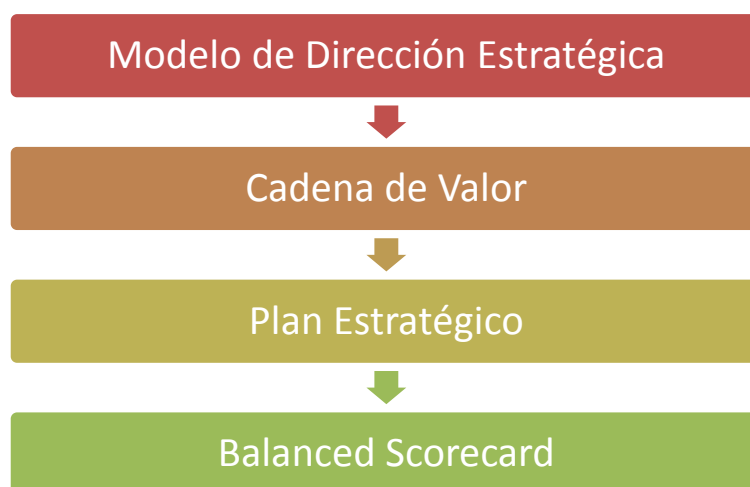 Modelo de Dirección Estratégica
Cadena de Valor
Plan Estratégico
Balanced Scorecard